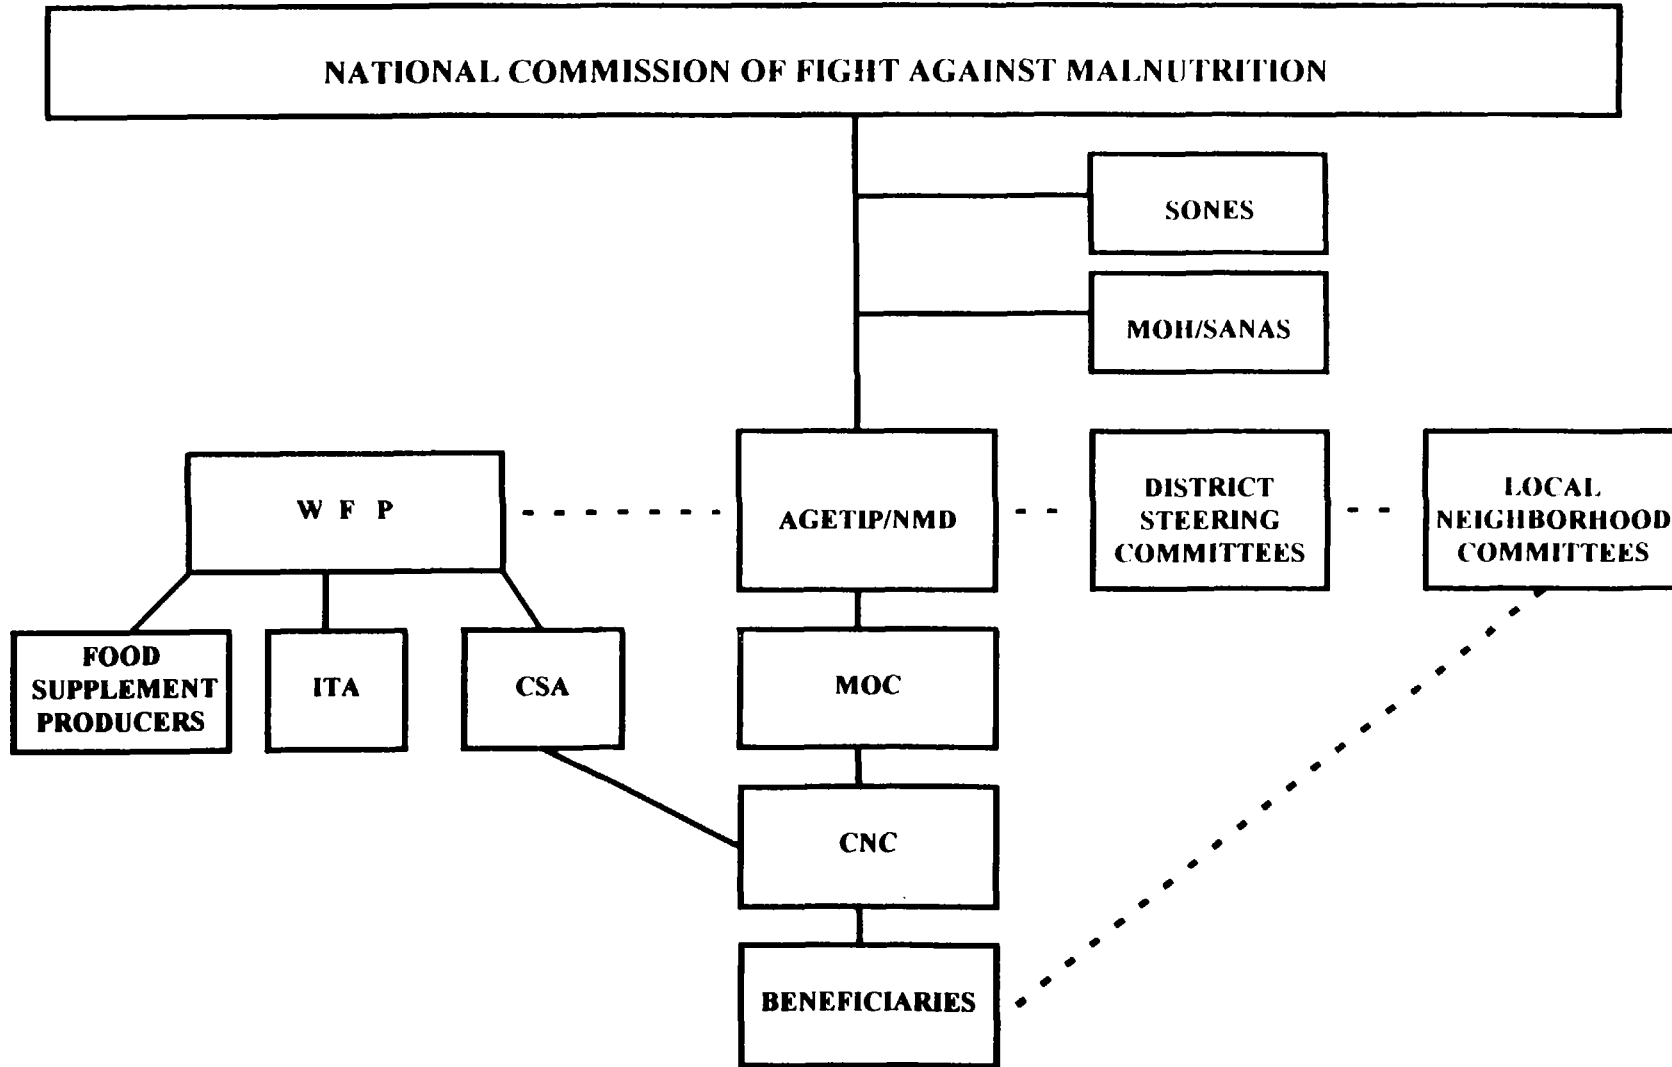 NATIONAL COMMISSION OF FIGHT AGAINST MALNUTRITION
SONES
MOH/SANAS
W F P
AGETIP/NMD
DISTRICT
STEERING
COMMITTEES
LOCAL
NEIGHBORHOOD
COMMITTEES
FOOD
SUPPLEMENT
PRODUCERS
ITA
CSA
MOC
CNC
BENEFICIARIES